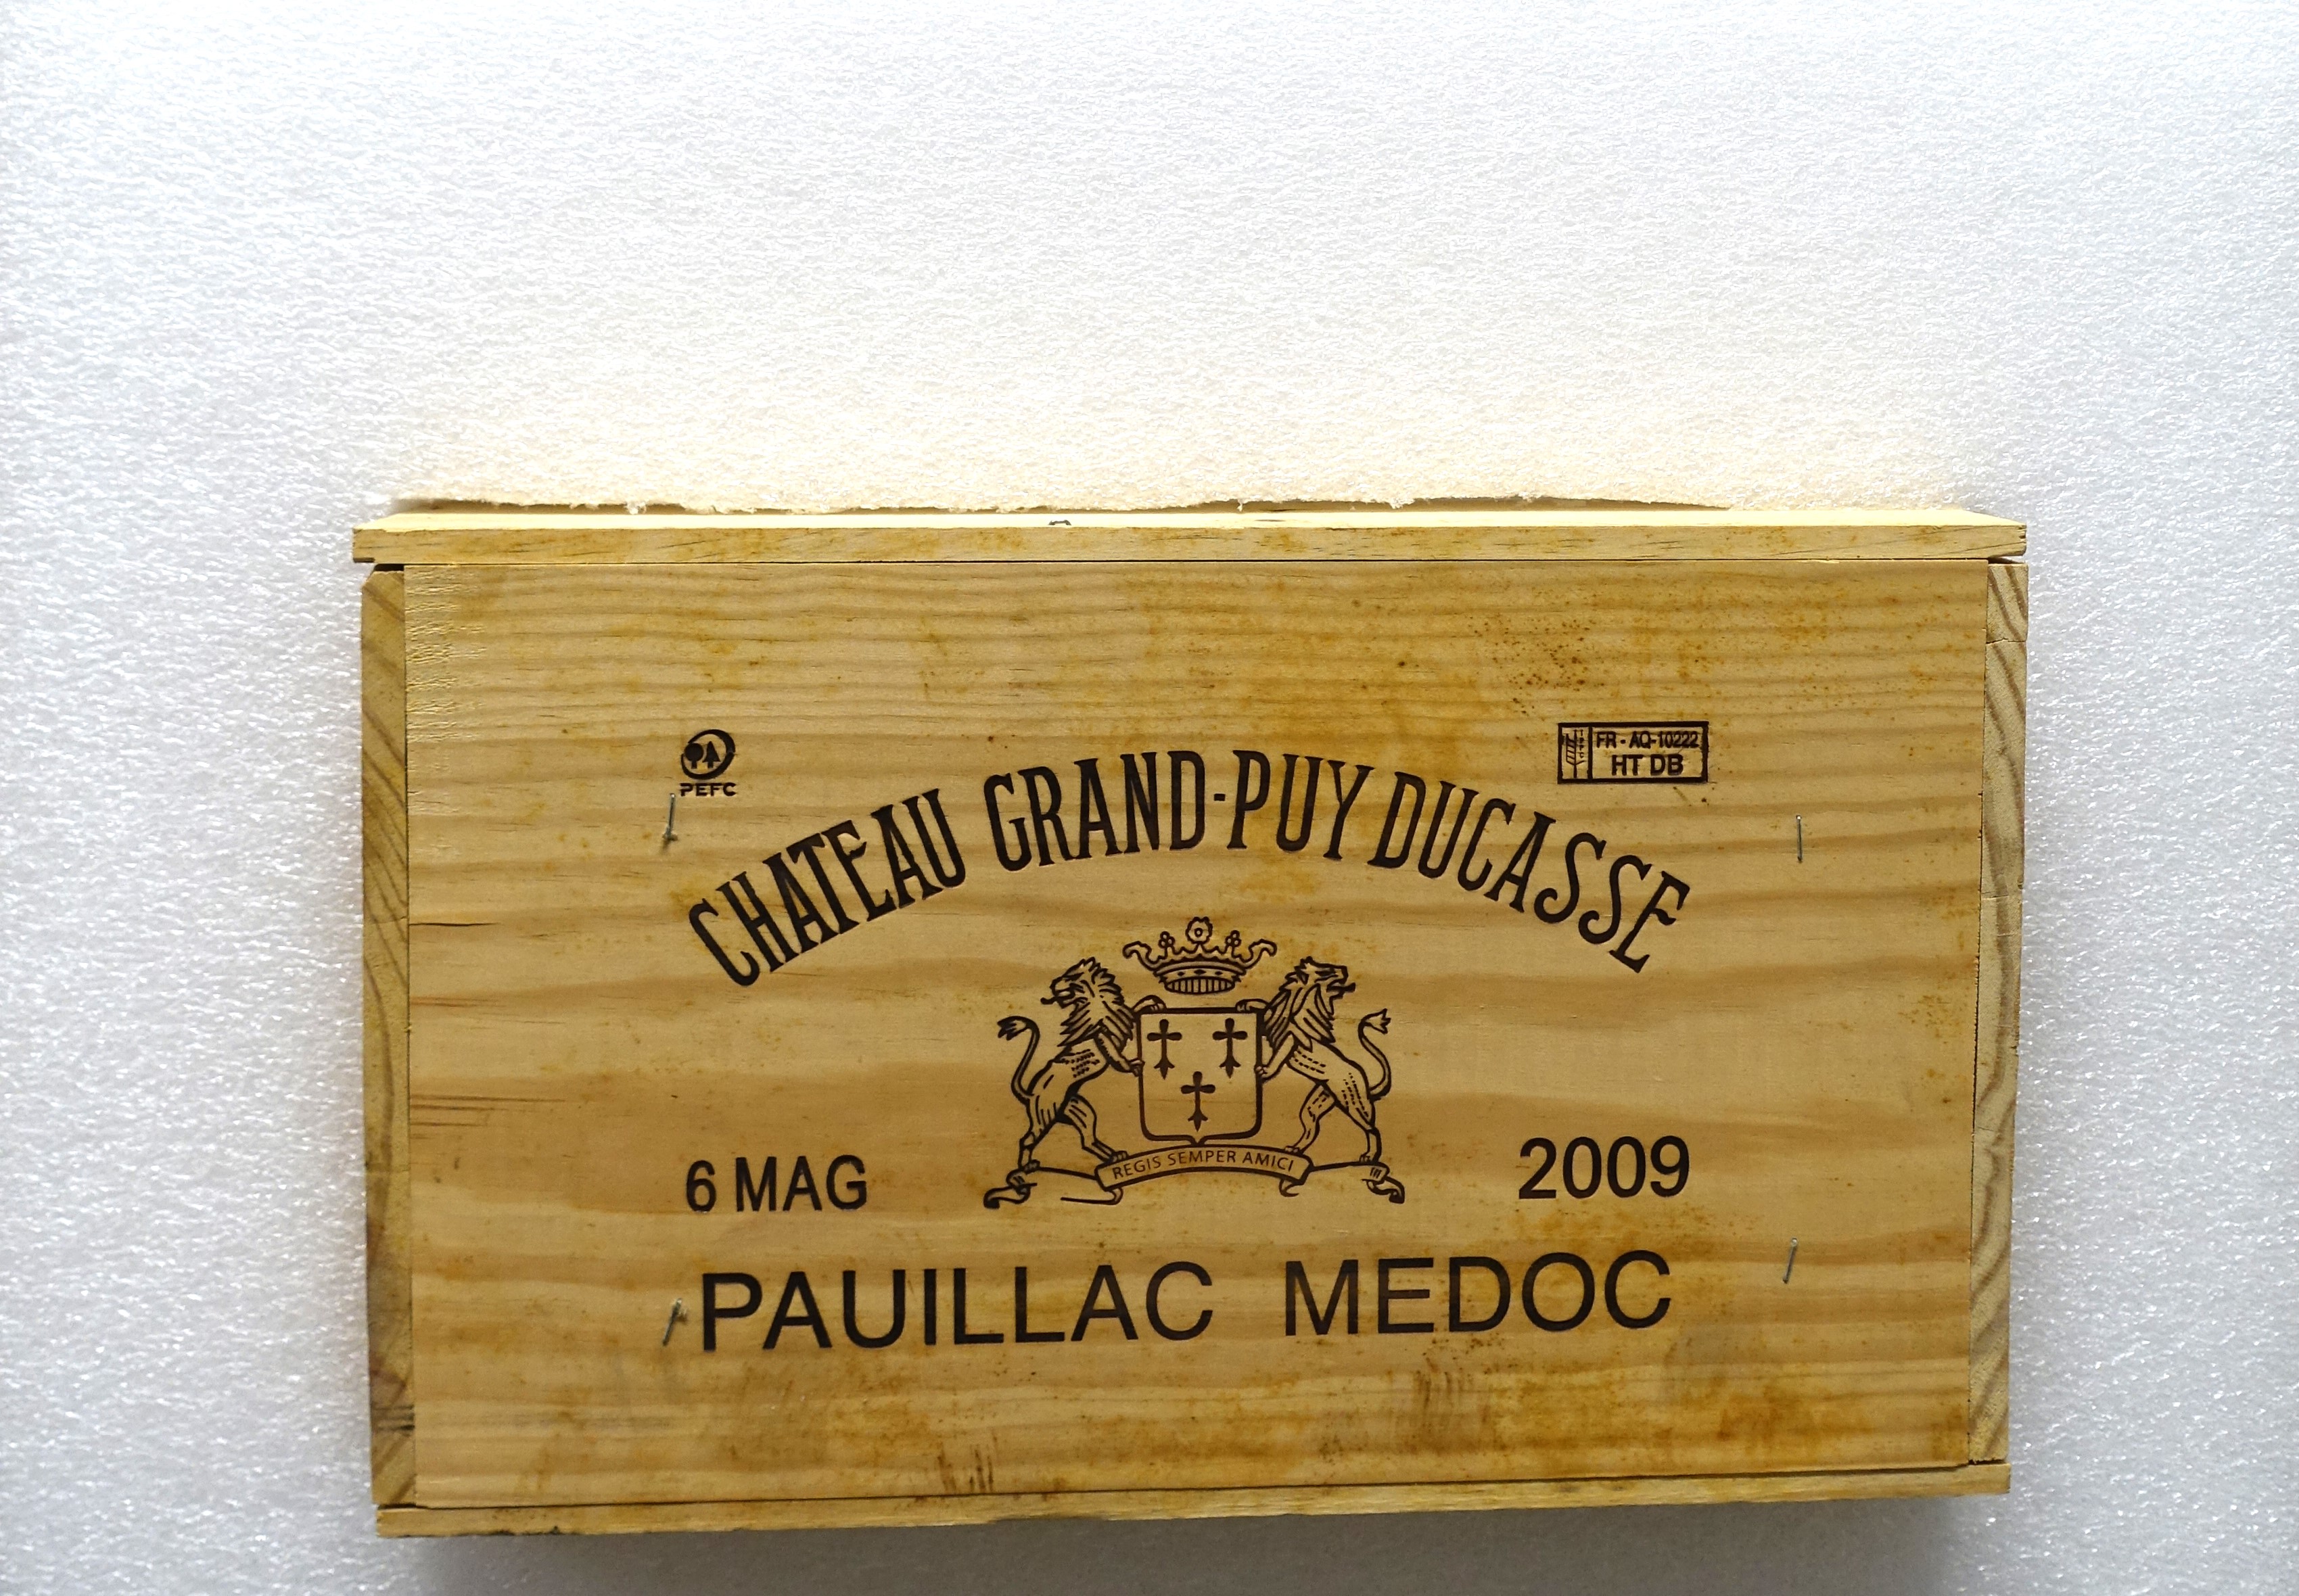 PEFC
FR - AQ-10222
HT DB
CHATEAU GRAND-PUY DUCASSE
REGIS SEMPER AMICI
6 MAG
2009
PAUILLAC MEDOC